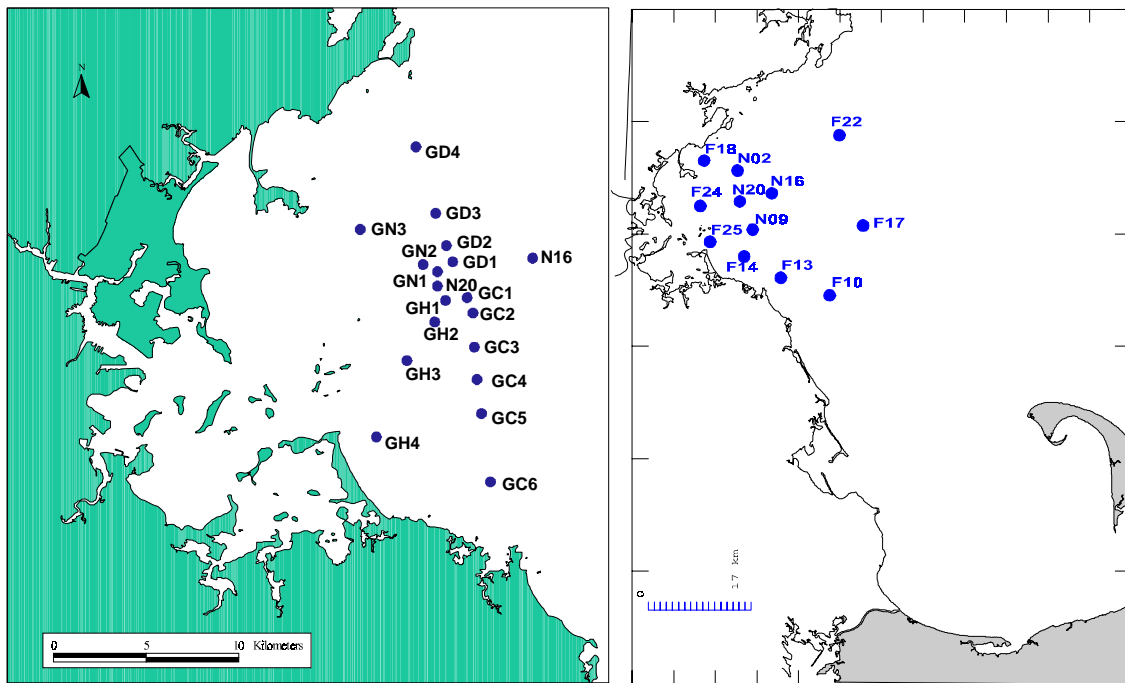 N
GD4
GD3
GN3
GD2
GN2
GD1
N16
GN1
N20
GC1
GH1
GC2
GH2
GC3
GH3
GC4
GC5
GH4
GC6
0 5 10 Kilometers
F22
F18
N02
N16
F24
N20
F17
N09
F25
F14
F13
F10
0 17 km